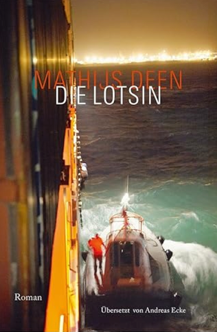 MATHIJS DEEN
DIE LOTSIN
Roman
Übersetzt von Andreas Ecke